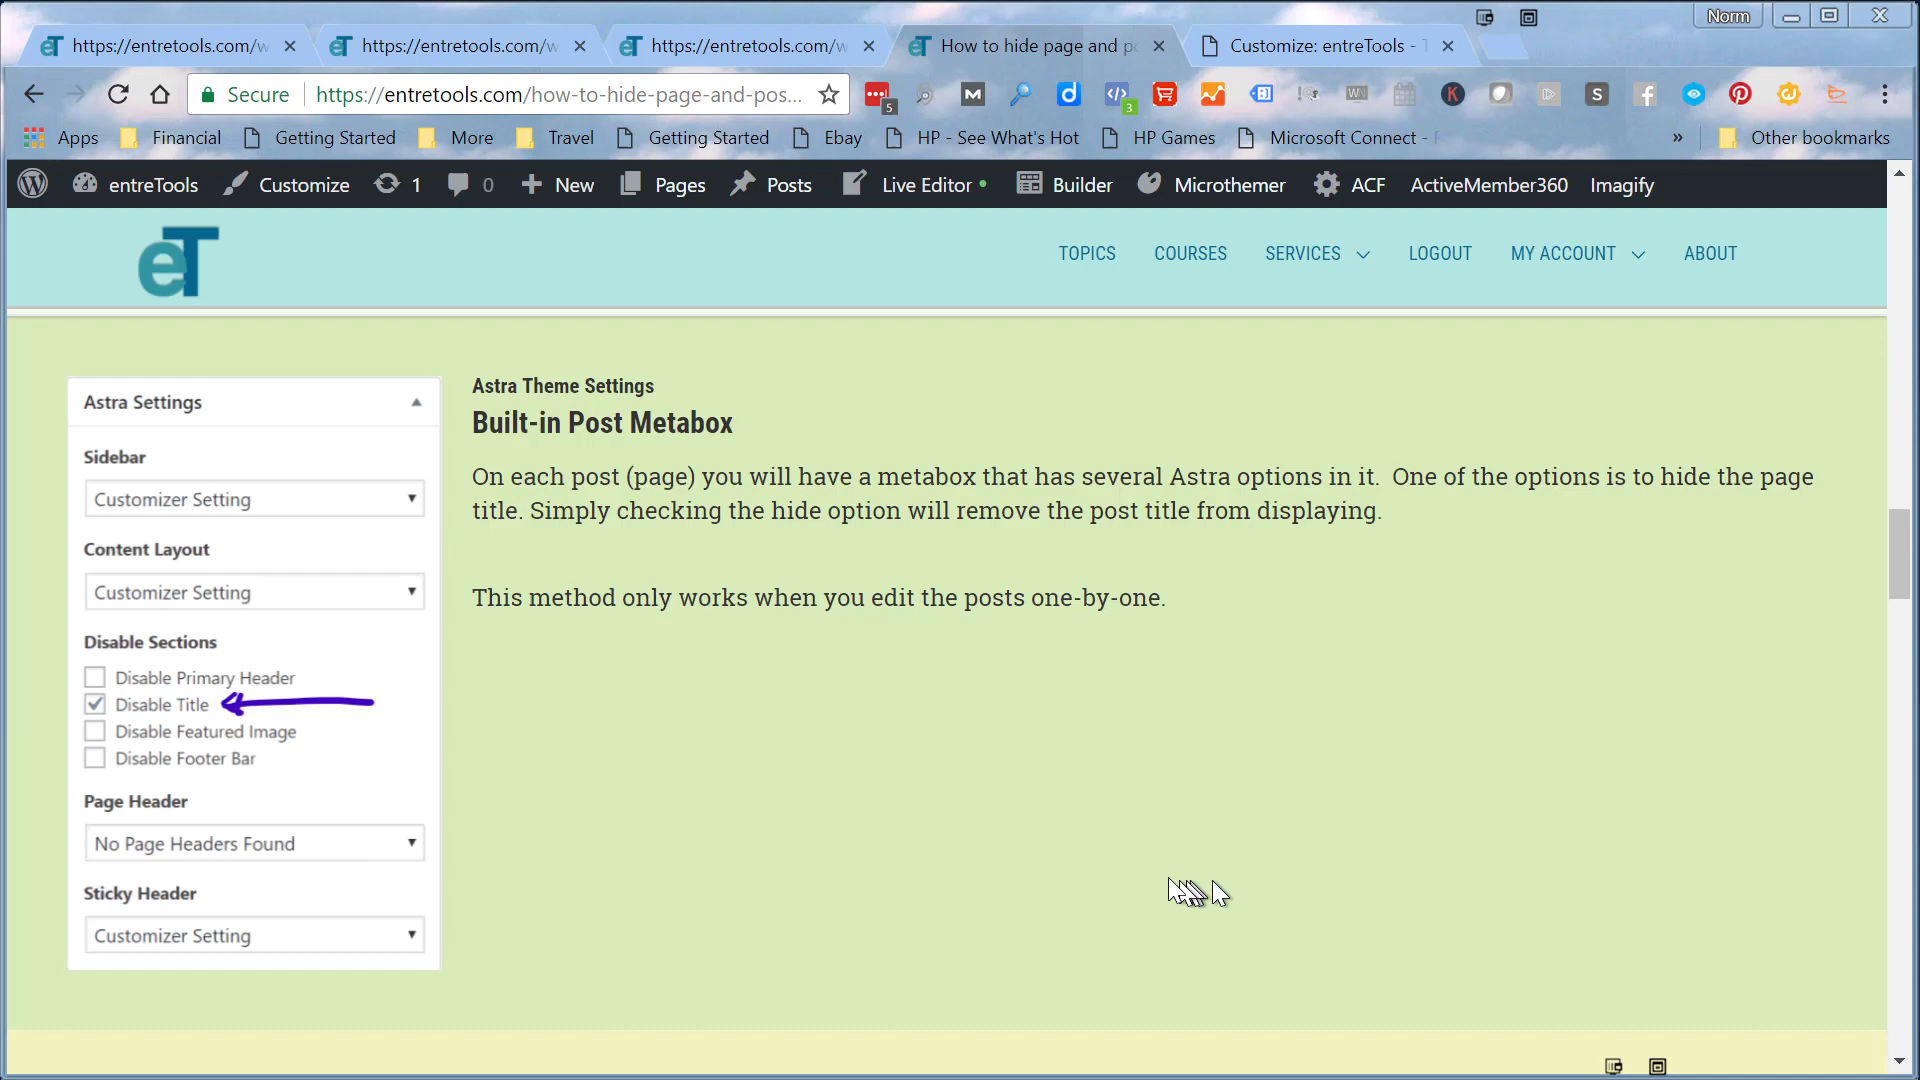 Norm
https://entretools.com/w
https://entretools.com/w
https://entretools.com/w
How to hide page and p
Customize: entreTools -
Secure
https://entretools.com/how-to-hide-page-and-pos...
5
M
3
K
S
Apps
Financial
Getting Started
More
Travel
Getting Started
Ebay
HP - See What's Hot
HP Games
Microsoft Connect -
»
Other bookmarks
entreTools
Customize
1
0
New
Pages
Posts
Live Editor
Builder
Microthemer
ACF
ActiveMember360
Imagify
eT
TOPICS
COURSES
SERVICES
LOGOUT
MY ACCOUNT
ABOUT
Astra Settings
Sidebar
Customizer Setting
Content Layout
Customizer Setting
Disable Sections
Disable Primary Header
Disable Title
Disable Featured Image
Disable Footer Bar
Page Header
No Page Headers Found
Sticky Header
Customizer Setting
Astra Theme Settings
Built-in Post Metabox
On each post (page) you will have a metabox that has several Astra options in it. One of the options is to hide the page
title. Simply checking the hide option will remove the post title from displaying.
This method only works when you edit the posts one-by-one.